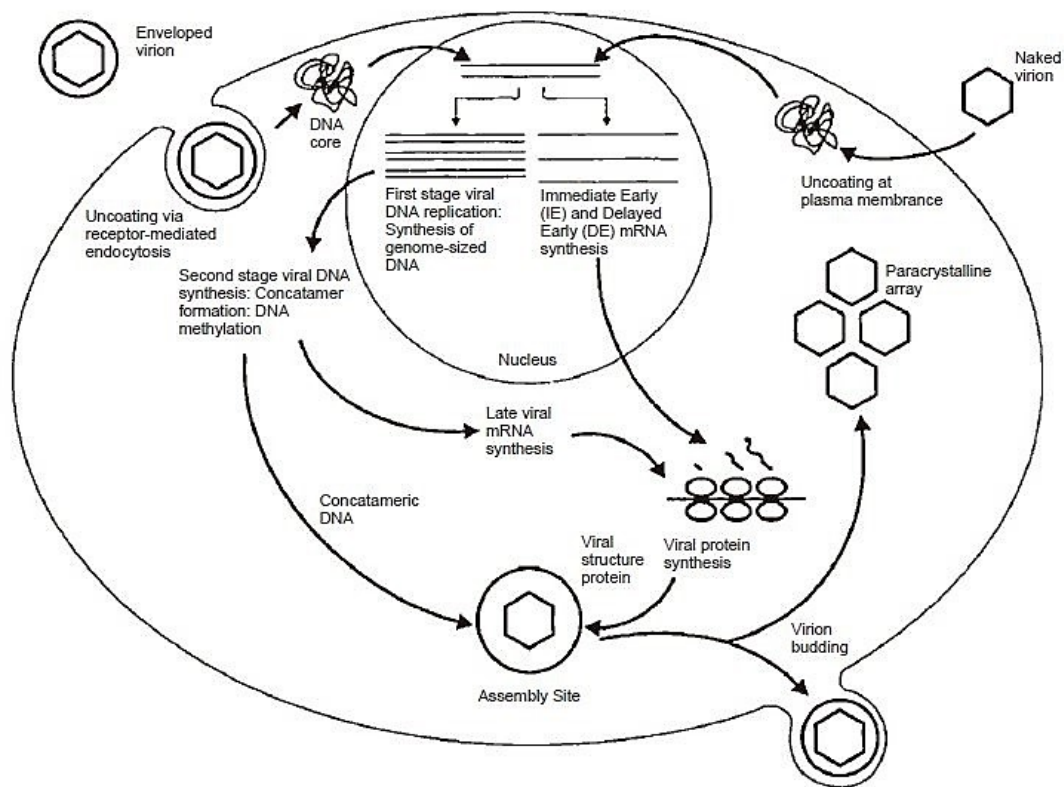 Enveloped
virion
Naked
virion
DNA
core
Uncoating at
plasma membrance
Uncoating via
receptor-mediated
endocytosis
First stage viral
DNA replication:
Synthesis of
genome-sized
DNA
Immediate Early
(IE) and Delayed
Early (DE) mRNA
synthesis
Second stage viral DNA
synthesis: Concatamer
formation: DNA
methylation
Paracrystalline
array
Nucleus
Late viral
mRNA
synthesis
Concatameric
DNA
Viral
structure
protein
Viral protein
synthesis
Virion
budding
Assembly Site